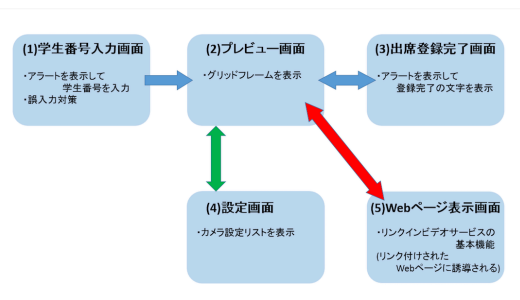 (1)学生番号入力画面
・アラートを表示して
学生番号を入力
・誤入力対策
(2)プレビュー画面
・グリッドフレームを表示
(3)出席登録完了画面
・アラートを表示して
登録完了の文字を表示
(4)設定画面
・カメラ設定リストを表示
(5)Webページ表示画面
・リンクインビデオサービスの
基本機能
(リンク付けされた
Webページに誘導される)